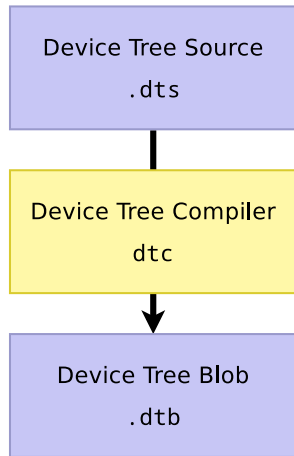 Device Tree Source
.dts
Device Tree Compiler
dtc
Device Tree Blob
.dtb